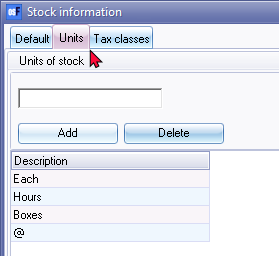 Stock information
Default Units Tax classes
Units of stock
Add Delete
Description
Each
Hours
Boxes
@